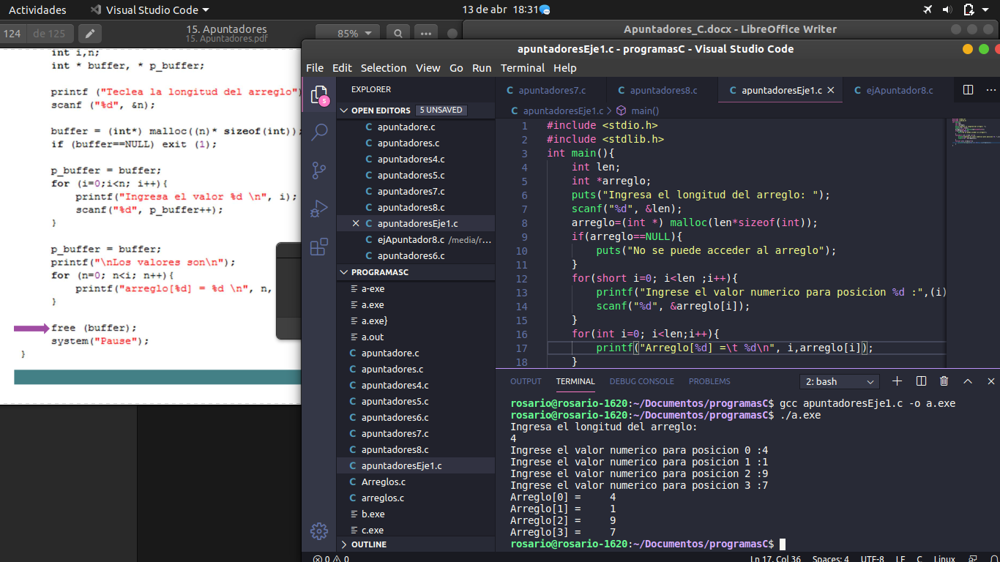 Actividades
Visual Studio Code
13 de abr 18:31
124 de 125
15. Apuntadores
15. Apuntadores.pdf
85%
Apuntadores_C.docx - LibreOffice Writer
int i,n;
int * buffer, * p_buffer;
printf ("Teclea la longitud del arreglo")
scanf ("%d", &n);
buffer = (int*) malloc((n)* sizeof(int));
if (buffer==NULL) exit (1);
p_buffer = buffer;
for (i=0;i<n; i++){
printf("Ingresa el valor %d \n", i);
scanf("%d", p_buffer++);
}
p_buffer = buffer;
printf("\nLos valores son\n");
for (n=0; n<i; n++){
printf("arreglo[%d] = %d \n", n,
}
free (buffer);
system("Pause");
}
apuntadoresEje1.c - programasC - Visual Studio Code
File Edit Selection View Go Run Terminal Help
5
EXPLORER
OPEN EDITORS 5 UNSAVED
apuntadore.c
apuntadores.c
apuntadores4.c
apuntadores5.c
apuntadores7.c
apuntadores8.c
apuntadoresEje1.c
ejApuntador8.c /media/r...
apuntadores6.c
PROGRAMASC
a-exe
a.exe
a.exe}
a.out
apuntadore.c
apuntadores.c
apuntadores4.c
apuntadores5.c
apuntadores6.c
apuntadores7.c
apuntadores8.c
apuntadoresEje1.c
Arreglos.c
arreglos.c
b.exe
c.exe
OUTLINE
apuntadores7.c apuntadores8.c apuntadoresEje1.c ejApuntador8.c
apuntadoresEje1.c > main()
1 #include <stdio.h>
2 #include <stdlib.h>
3 int main(){
4 int len;
5 int *arreglo;
6 puts("Ingresa el longitud del arreglo: ");
7 scanf("%d", &len);
8 arreglo=(int *) malloc(len*sizeof(int));
9 if(arreglo==NULL){
10 puts("No se puede acceder al arreglo");
11 }
12 for(short i=0; i<len ;i++){
13 printf("Ingrese el valor numerico para posicion %d :",(i)
14 scanf("%d", &arreglo[i]);
15 }
16 for(int i=0; i<len;i++){
17 printf("Arreglo[%d] =\t %d\n", i,arreglo[i]);
18 }
OUTPUT TERMINAL DEBUG CONSOLE PROBLEMS 2: bash
rosario@rosario-1620:~/Documentos/programasC$ gcc apuntadoresEje1.c -o a.exe
rosario@rosario-1620:~/Documentos/programasC$ ./a.exe
Ingresa el longitud del arreglo:
4
Ingrese el valor numerico para posicion 0 :4
Ingrese el valor numerico para posicion 1 :1
Ingrese el valor numerico para posicion 2 :9
Ingrese el valor numerico para posicion 3 :7
Arreglo[0] = 4
Arreglo[1] = 1
Arreglo[2] = 9
Arreglo[3] = 7
rosario@rosario-1620:~/Documentos/programasC$
0 0 Ln 17, Col 36 Spaces: 4 UTF-8 LF C Linux